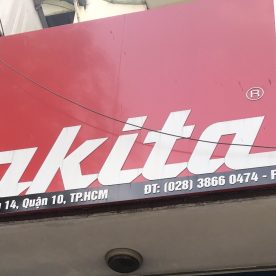 akita®
14, Quận 10, TP.HCM ĐT: (028) 3866 0474 - F